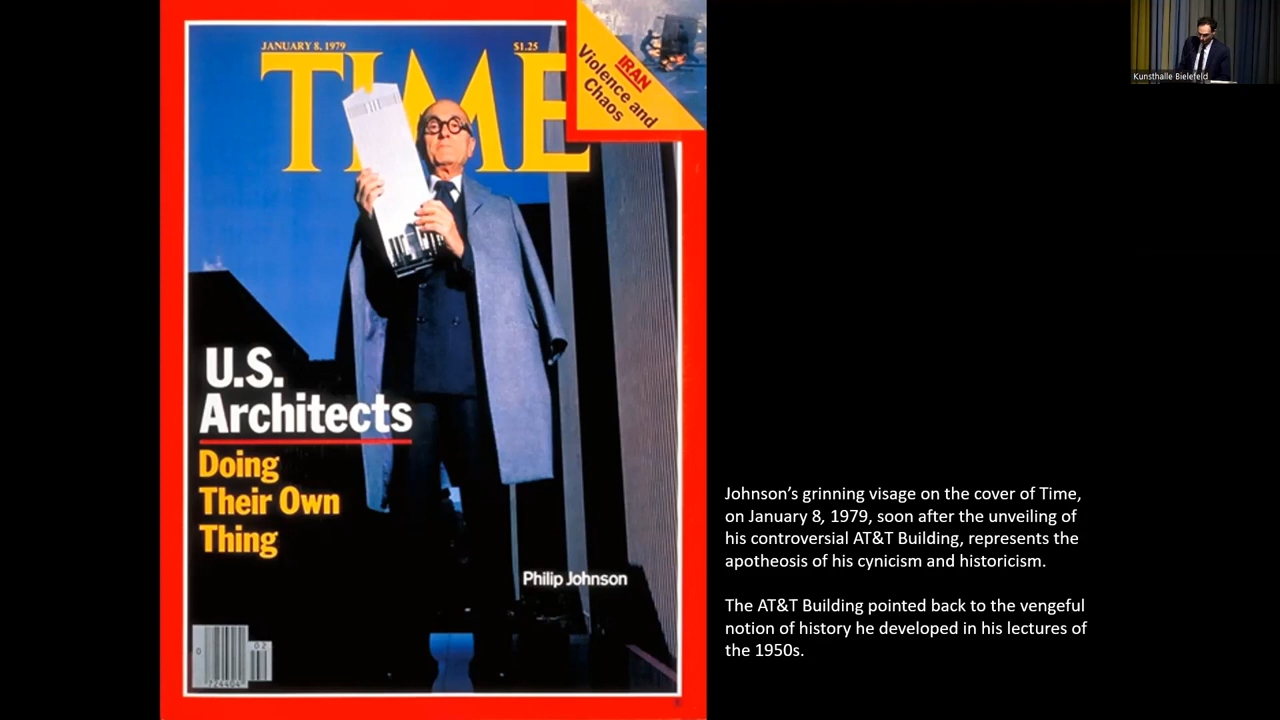 JANUARY 8, 1979
$1.25
TIME
IRAN
Violence and
Chaos
U.S.
Architects
Doing
Their Own
Thing
Philip Johnson
Kunsthalle Bielefeld
Johnson’s grinning visage on the cover of Time,
on January 8, 1979, soon after the unveiling of
his controversial AT&T Building, represents the
apotheosis of his cynicism and historicism.
The AT&T Building pointed back to the vengeful
notion of history he developed in his lectures of
the 1950s.